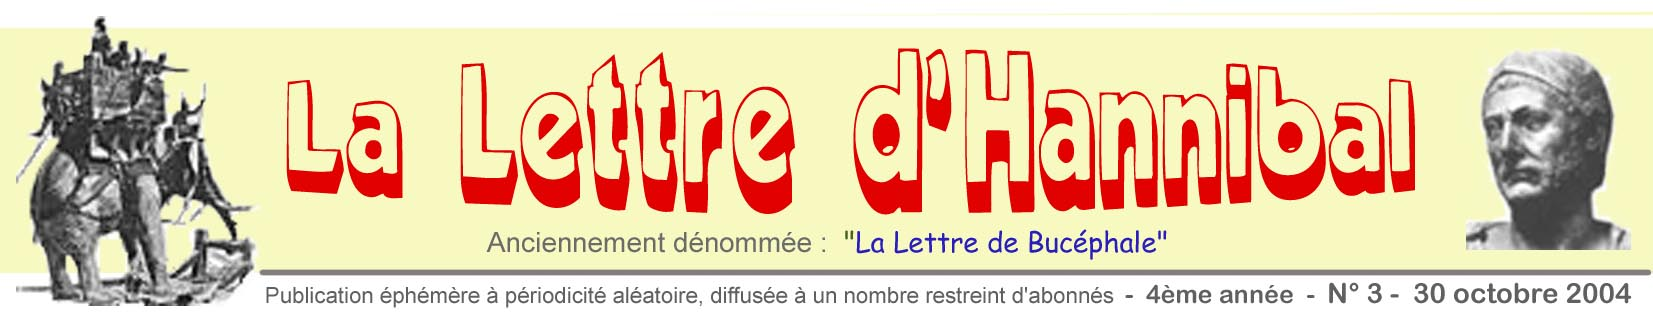 La Lettre d'Hannibal
Anciennement dénommée : "La Lettre de Bucéphale"
Publication éphémère à périodicité aléatoire, diffusée à un nombre restreint d'abonnés - 4ème année - N° 3 - 30 octobre 2004